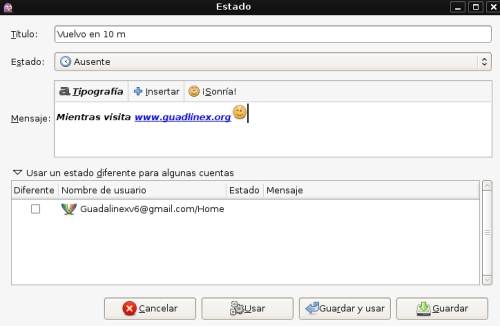 Estado
Título: Vuelvo en 10 m
Estado: Ausente
Tipografía Insertar ¡Sonría!
Mensaje: Mientras visita www.guadlinex.org
Usar un estado diferente para algunas cuentas
Diferente Nombre de usuario Estado Mensaje
Guadalinexv6@gmail.com/Home
Cancelar Usar Guardar y usar Guardar